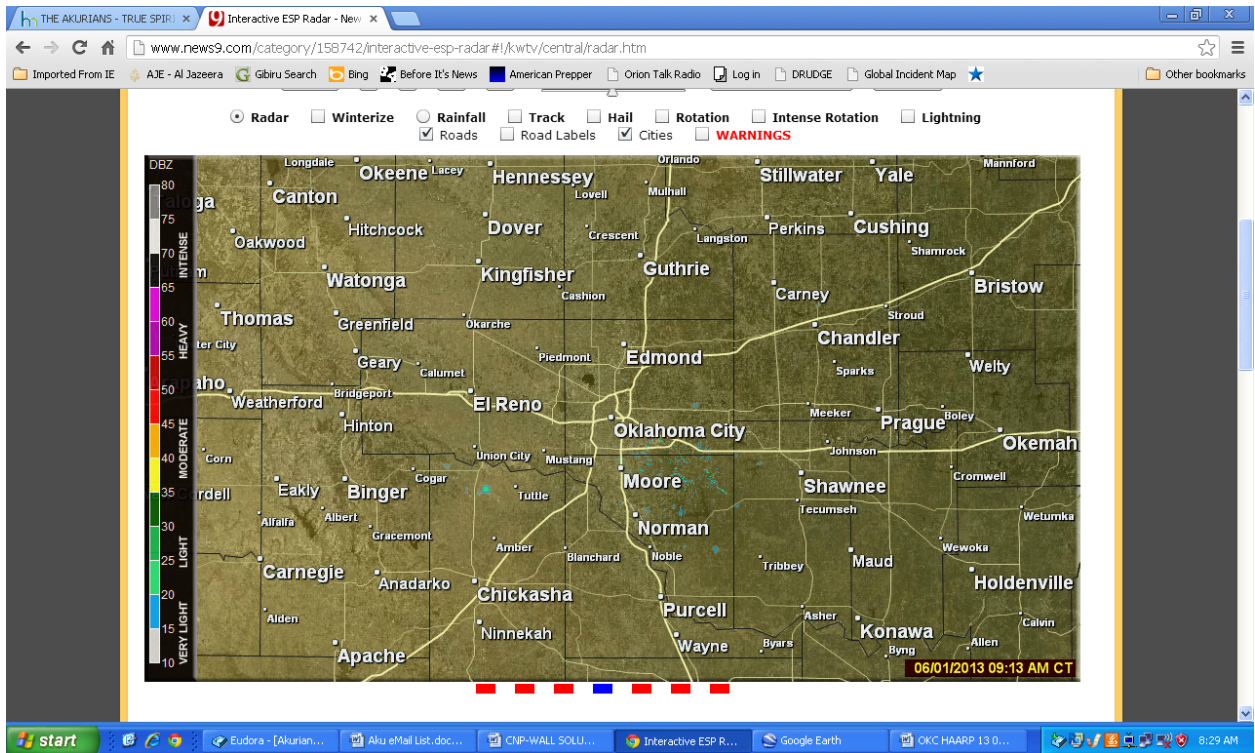 THE AKURIANS - TRUE SPIRI
Interactive ESP Radar - New
www.news9.com/category/158742/interactive-esp-radar#!/kwtv/central/radar.htm
Imported From IE AJE - Al Jazeera Gibiru Search Bing Before It's News American Prepper Orion Talk Radio Log in DRUDGE Global Incident Map Other bookmarks
Radar Winterize Rainfall Track Hail Rotation Intense Rotation Lightning
Roads Road Labels Cities WARNINGS
DBZ
80
75
70
65
60
55
50
45
40
35
30
25
20
15
10
INTENSE
HEAVY
MODERATE
LIGHT
VERY LIGHT
Longdale Okeene Lacey Hennessey Orlando Stillwater Yale Mannford
Canton Lovell Mulhall
Hitchcock Dover Crescent Langston Perkins Cushing
Oakwood Shamrock
Watonga Kingfisher Guthrie
Cashion Carney Bristow
Thomas Greenfield Okarche Stroud
Chandler
ter City Geary Calumet Piedmont Edmond Sparks Welty
aho Weatherford Bridgeport El Reno
Hinton Oklahoma City Meeker Prague Boley Okemah
Corn Union City Mustang Johnson
rdell Eakly Binger Cogar Tuttle Moore Shawnee Cromwell
Alfalfa Albert Gracemont Norman Tecumseh Wetumka
Amber Blanchard Noble Tribbey Maud Wewoka
Carnegie Anadarko Chickasha Holdenville
Alden Purcell Asher Calvin
Ninnekah Konawa
Apache Wayne Byars Byng Allen
06/01/2013 09:13 AM CT
start Eudora - [Akurian... Aku eMail List.doc... CNP-WALL SOLU... Interactive ESP R... Google Earth OKC HAARP 13 0... 8:29 AM